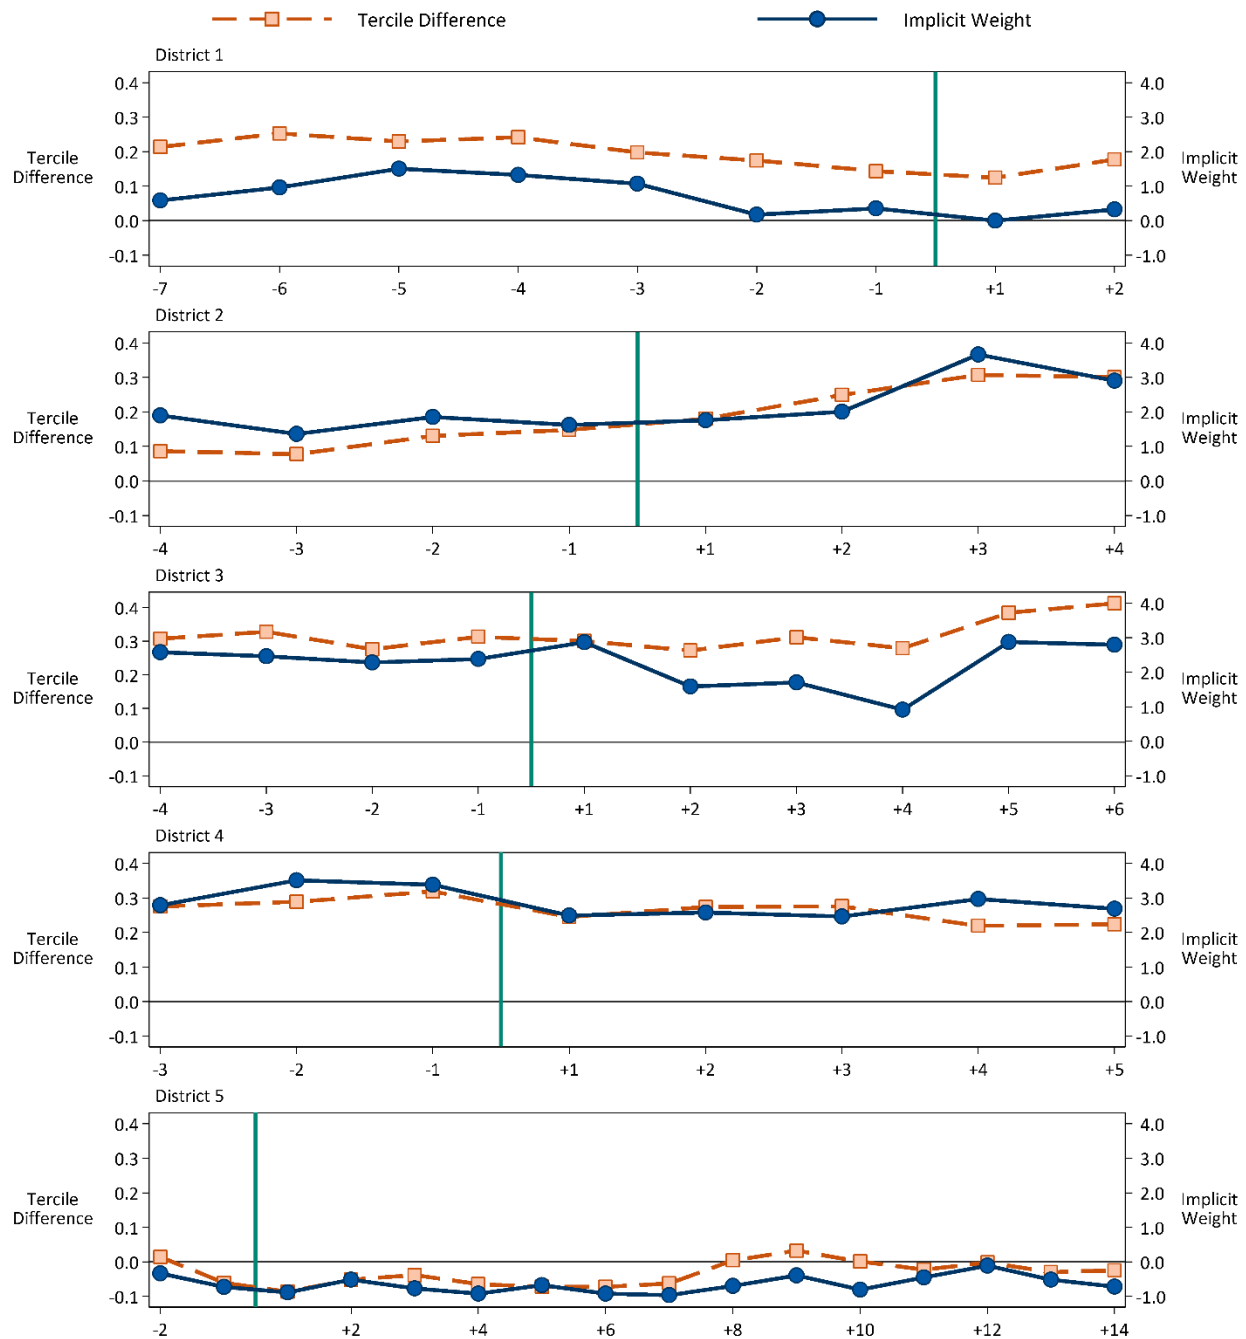 Tercile Difference Implicit Weight
District 1
0.4 4.0
0.3 3.0
0.2 2.0
Tercile Difference Implicit Weight
0.1 1.0
0.0 0.0
-0.1 -1.0
-7 -6 -5 -4 -3 -2 -1 +1 +2
District 2
0.4 4.0
0.3 3.0
0.2 2.0
Tercile Difference Implicit Weight
0.1 1.0
0.0 0.0
-0.1 -1.0
-4 -3 -2 -1 +1 +2 +3 +4
District 3
0.4 4.0
0.3 3.0
0.2 2.0
Tercile Difference Implicit Weight
0.1 1.0
0.0 0.0
-0.1 -1.0
-4 -3 -2 -1 +1 +2 +3 +4 +5 +6
District 4
0.4 4.0
0.3 3.0
0.2 2.0
Tercile Difference Implicit Weight
0.1 1.0
0.0 0.0
-0.1 -1.0
-3 -2 -1 +1 +2 +3 +4 +5
District 5
0.4 4.0
0.3 3.0
0.2 2.0
Tercile Difference Implicit Weight
0.1 1.0
0.0 0.0
-0.1 -1.0
-2 +2 +4 +6 +8 +10 +12 +14